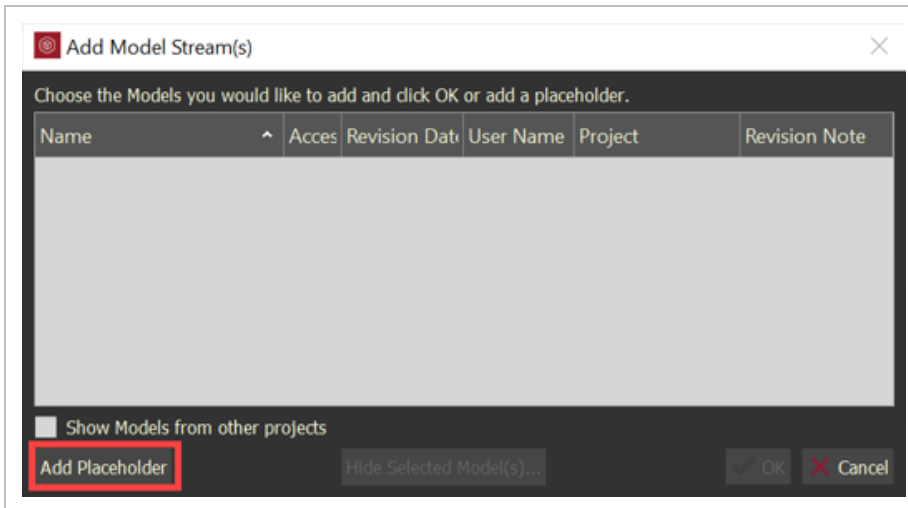 Add Model Stream(s)
Choose the Models you would like to add and click OK or add a placeholder.
Name Acces Revision Date User Name Project Revision Note
Show Models from other projects
Add Placeholder Hide Selected Model(s)... OK Cancel